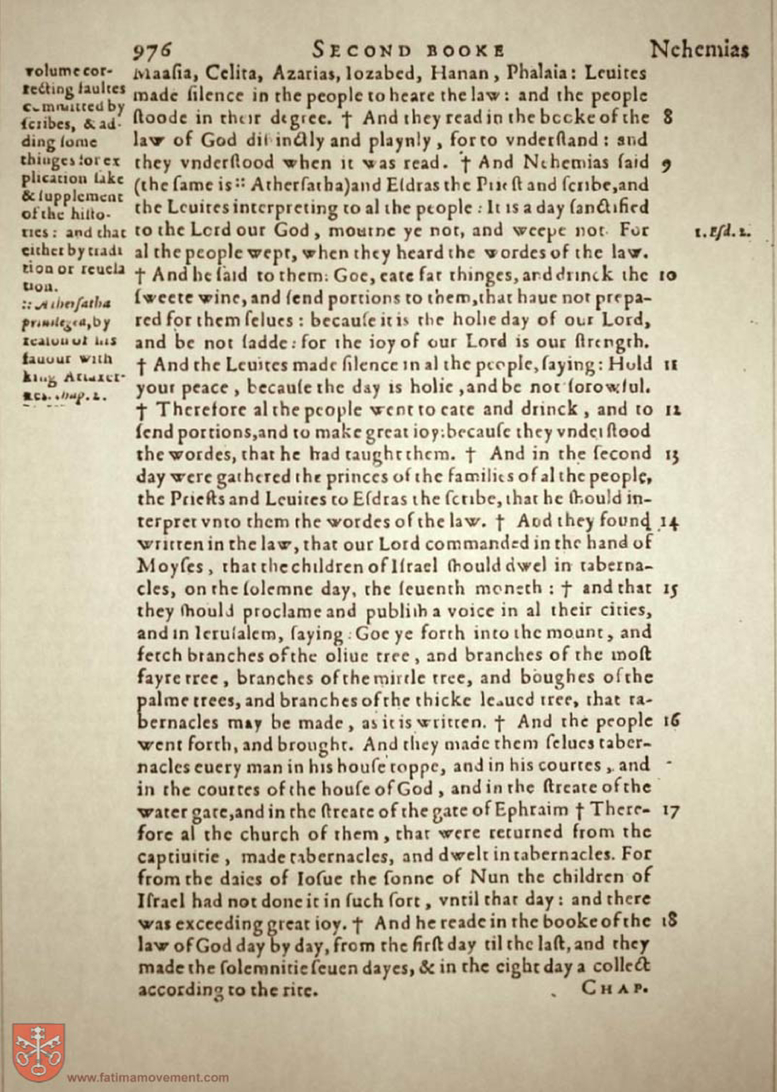 976 SECOND BOOKE Nehemias
volume cor-
recting faultes
committed by
ſcribes, & ad-
ding ſome
thinges for ex
plication ſake
& ſupplement
of the hiſto-
ries: and that
either by tradi
tion or reuela
tion.
:: Atherſatha
priuileged, by
reaſon of his
fauour with
king Artaxer-
xes. chap. 2.
Maaſia, Celita, Azarias, Iozabed, Hanan, Phalaia: Leuites
made ſilence in the people to heare the law: and the people
ſtoode in their degree. † And they read in the booke of the 8
law of God diſtinctly and playnly, for to vnderſtand: and
they vnderſtood when it was read. † And Nehemias ſaid 9
(the ſame is :: Atherſatha) and Eſdras the Prieſt and ſcribe, and
the Leuites interpreting to al the people: It is a day ſanctified
to the Lord our God, mourne ye not, and weepe not. For 1. Eſd. 2.
al the people wept, when they heard the wordes of the law.
† And he ſaid to them: Goe, eate fat thinges, and drinck the 10
ſweete wine, and ſend portions to them, that haue not prepa-
red for them ſelues: becauſe it is the holie day of our Lord,
and be not ſadde: for the ioy of our Lord is our ſtrength.
† And the Leuites made ſilence in al the people, ſaying: Hold 11
your peace, becauſe the day is holie, and be not ſorowful.
† Therefore al the people went to eate and drinck, and to 12
ſend portions, and to make great ioy: becauſe they vnderſtood
the wordes, that he had taught them. † And in the ſecond 13
day were gathered the princes of the families of al the people,
the Prieſts and Leuites to Eſdras the ſcribe, that he ſhould in-
terpret vnto them the wordes of the law. † And they found 14
written in the law, that our Lord commanded in the hand of
Moyſes, that the children of Iſrael ſhould dwel in taberna-
cles, on the ſolemne day, the ſeuenth moneth: † and that 15
they ſhould proclame and publiſh a voice in al their cities,
and in Ieruſalem, ſaying: Goe ye forth into the mount, and
fetch branches of the oliue tree, and branches of the moſt
fayre tree, branches of the mirtle tree, and boughes of the
palme trees, and branches of the thicke leaued tree, that ta-
bernacles may be made, as it is written. † And the people 16
went forth, and brought. And they made them ſelues taber-
nacles euery man in his houſe toppe, and in his courtes, and
in the courtes of the houſe of God, and in the ſtreate of the
water gate, and in the ſtreate of the gate of Ephraim † There- 17
fore al the church of them, that were returned from the
captiuitie, made tabernacles, and dwelt in tabernacles. For
from the daies of Ioſue the ſonne of Nun the children of
Iſrael had not done it in ſuch ſort, vntil that day: and there
was exceeding great ioy. † And he reade in the booke of the 18
law of God day by day, from the firſt day til the laſt, and they
made the ſolemnitie ſeuen dayes, & in the eight day a collect
according to the rite. CHAP.
www.fatimamovement.com